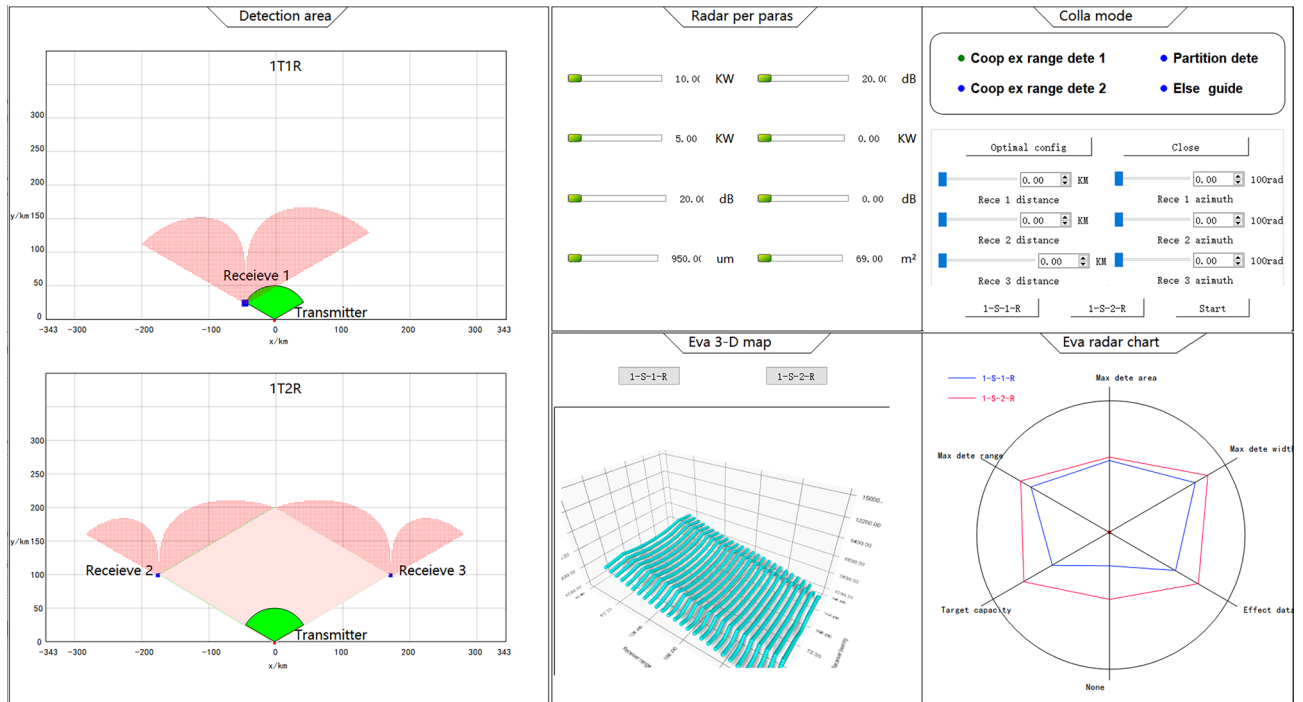 Detection area
1T1R
300
250
200
y/km 150
100
50
0
Receieve 1
Transmitter
-343 -300 -200 -100 0 100 200 300 343
x/km
1T2R
300
250
200
y/km 150
100
50
0
Receieve 2
Receieve 3
Transmitter
-343 -300 -200 -100 0 100 200 300 343
x/km
Radar per paras
10.0 KW 20.00 dB
5.00 KW 0.00 KW
20.00 dB 0.00 dB
950.00 um 69.00 m²
Colla mode
Coop ex range dete 1 Partition dete
Coop ex range dete 2 Else guide
Optimal config Close
0.00 KM 0.00 100rad
Rece 1 distance Rece 1 azimuth
0.00 KM 0.00 100rad
Rece 2 distance Rece 2 azimuth
0.00 KM 0.00 100rad
Rece 3 distance Rece 3 azimuth
1-S-1-R 1-S-2-R Start
Eva 3-D map
1-S-1-R 1-S-2-R
15000
12200.00
Receiver range
72.00
Eva radar chart
1-S-1-R
1-S-2-R
Max dete area
Max dete range
Max dete width
Target capacity
Effect data
None